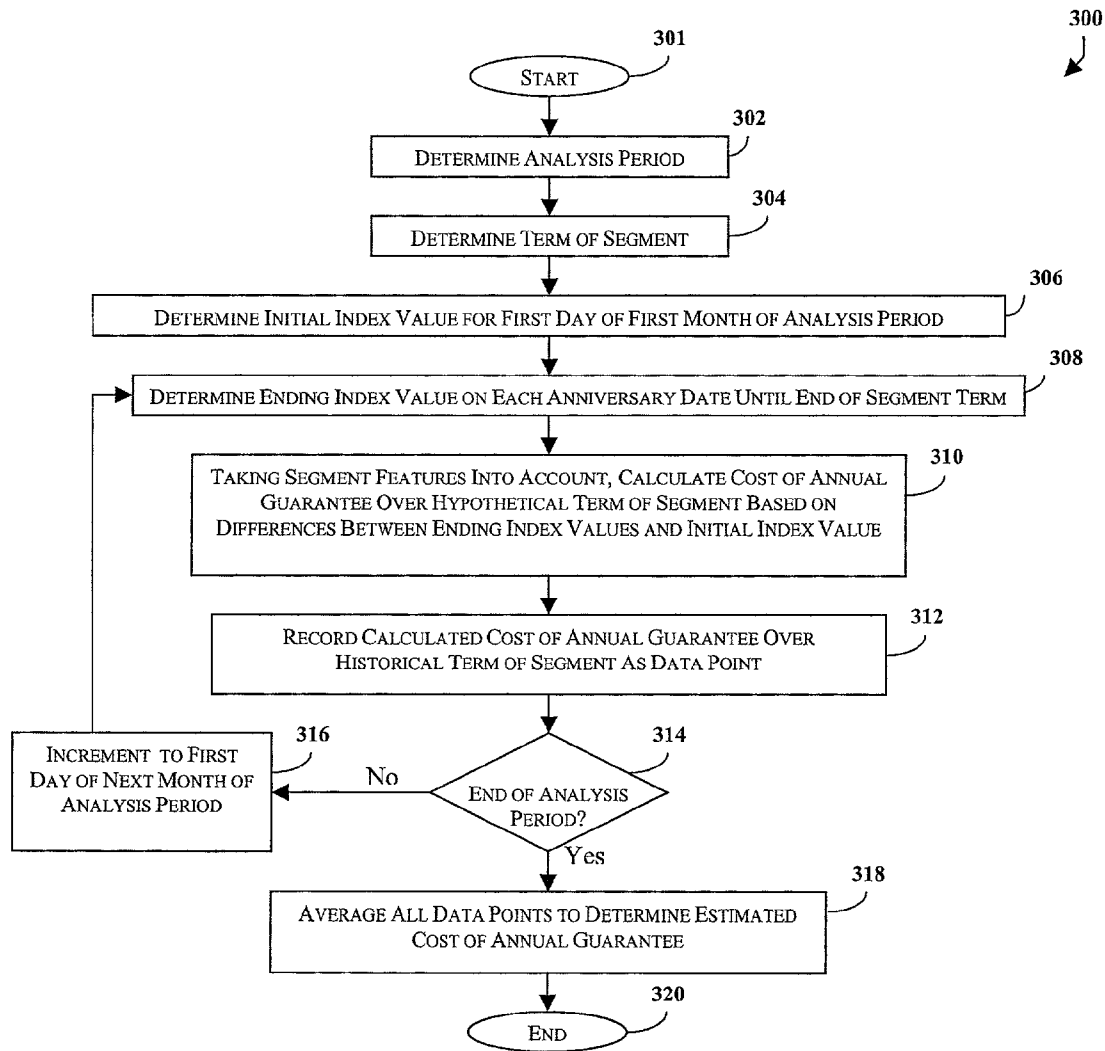 300
301
START
302
DETERMINE ANALYSIS PERIOD
304
DETERMINE TERM OF SEGMENT
306
DETERMINE INITIAL INDEX VALUE FOR FIRST DAY OF FIRST MONTH OF ANALYSIS PERIOD
308
DETERMINE ENDING INDEX VALUE ON EACH ANNIVERSARY DATE UNTIL END OF SEGMENT TERM
310
TAKING SEGMENT FEATURES INTO ACCOUNT, CALCULATE COST OF ANNUAL
GUARANTEE OVER HYPOTHETICAL TERM OF SEGMENT BASED ON
DIFFERENCES BETWEEN ENDING INDEX VALUES AND INITIAL INDEX VALUE
312
RECORD CALCULATED COST OF ANNUAL GUARANTEE OVER
HISTORICAL TERM OF SEGMENT AS DATA POINT
314
END OF ANALYSIS
PERIOD?
No
316
INCREMENT TO FIRST
DAY OF NEXT MONTH OF
ANALYSIS PERIOD
Yes
318
AVERAGE ALL DATA POINTS TO DETERMINE ESTIMATED
COST OF ANNUAL GUARANTEE
320
END